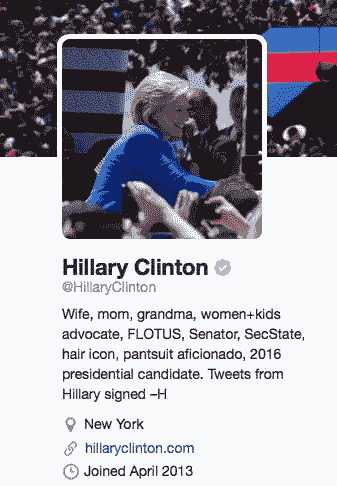 Hillary Clinton
@HillaryClinton
Wife, mom, grandma, women+kids
advocate, FLOTUS, Senator, SecState,
hair icon, pantsuit aficionado, 2016
presidential candidate. Tweets from
Hillary signed –H
New York
hillaryclinton.com
Joined April 2013